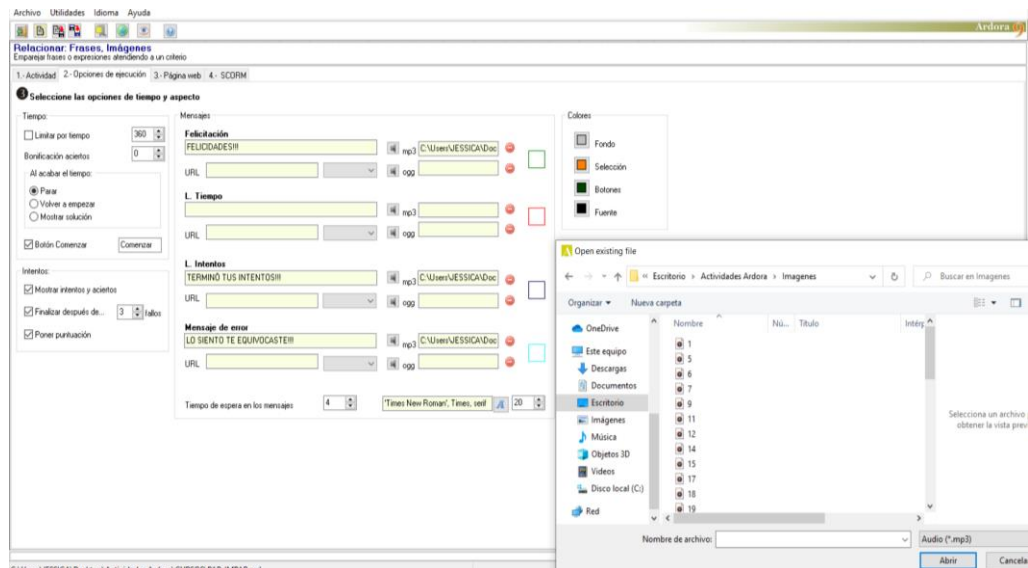 Archivo Utilidades Idioma Ayuda
Ardora
Relacionar: Frases, Imágenes
Emparejar frases o expresiones atendiendo a un criterio
1.- Actividad 2.- Opciones de ejecución 3.- Página web 4.- SCORM
3 Seleccione las opciones de tiempo y aspecto
Tiempo:
Limitar por tiempo 360
Bonificación aciertos 0
Al acabar el tiempo:
Parar
Volver a empezar
Mostrar solución
Botón Comenzar Comenzar
Intentos:
Mostrar intentos y aciertos
Finalizar después de... 3 fallos
Poner puntuación
Mensajes
Felicitación
FELICIDADES!!! mp3 C:\Users\JESSICA\Doc
URL ogg
L. Tiempo
mp3
URL ogg
L. Intentos
TERMINÓ TUS INTENTOS!!! mp3 C:\Users\JESSICA\Doc
URL ogg
Mensaje de error
LO SIENTO TE EQUIVOCASTE!!! mp3 C:\Users\JESSICA\Doc
URL ogg
Tiempo de espera en los mensajes 4 'Times New Roman', Times, serif A 20
Colores
Fondo
Selección
Botones
Fuente
Open existing file
« Escritorio › Actividades Ardora › Imagenes Buscar en Imagenes
Organizar Nueva carpeta
OneDrive
Este equipo
Descargas
Documentos
Escritorio
Imágenes
Música
Objetos 3D
Videos
Disco local (C:)
Red
Nombre Nú... Título
1
5
6
7
9
11
12
14
15
17
18
19
Selecciona un archivo
obtener la vista
Nombre de archivo: Audio (*.mp3)
Abrir Cancela